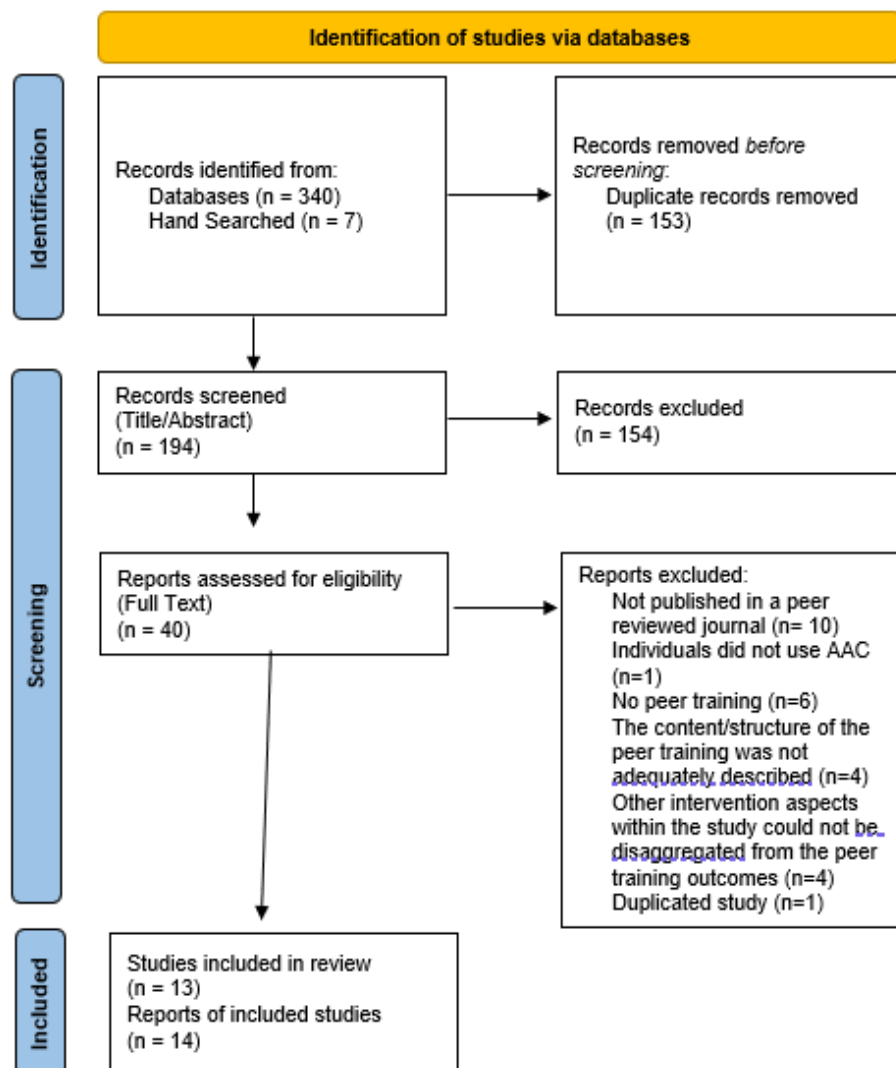 Identification of studies via databases
Identification
Records identified from:
Databases (n = 340)
Hand Searched (n = 7)
Records removed before
screening:
Duplicate records removed
(n = 153)
Screening
Records screened
(Title/Abstract)
(n = 194)
Records excluded
(n = 154)
Reports assessed for eligibility
(Full Text)
(n = 40)
Reports excluded:
Not published in a peer
reviewed journal (n= 10)
Individuals did not use AAC
(n=1)
No peer training (n=6)
The content/structure of the
peer training was not
adequately described (n=4)
Other intervention aspects
within the study could not be
disaggregated from the peer
training outcomes (n=4)
Duplicated study (n=1)
Included
Studies included in review
(n = 13)
Reports of included studies
(n = 14)